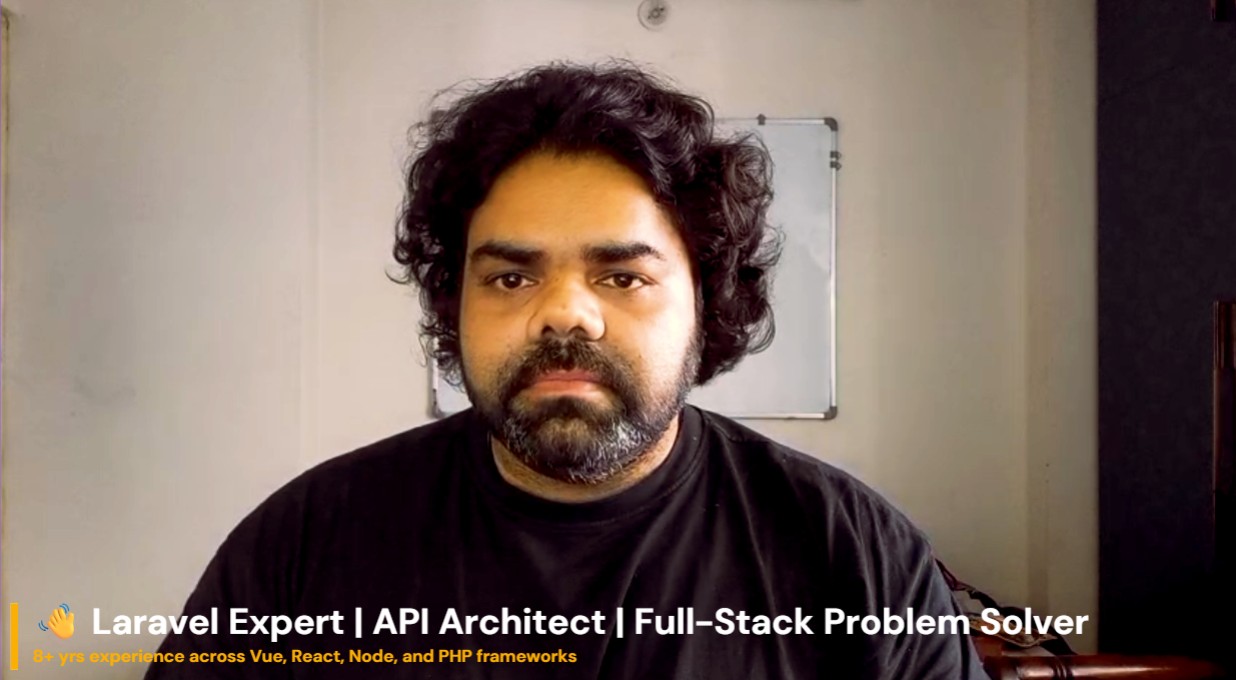 👋 Laravel Expert | API Architect | Full-Stack Problem Solver
8+ yrs experience across Vue, React, Node, and PHP frameworks